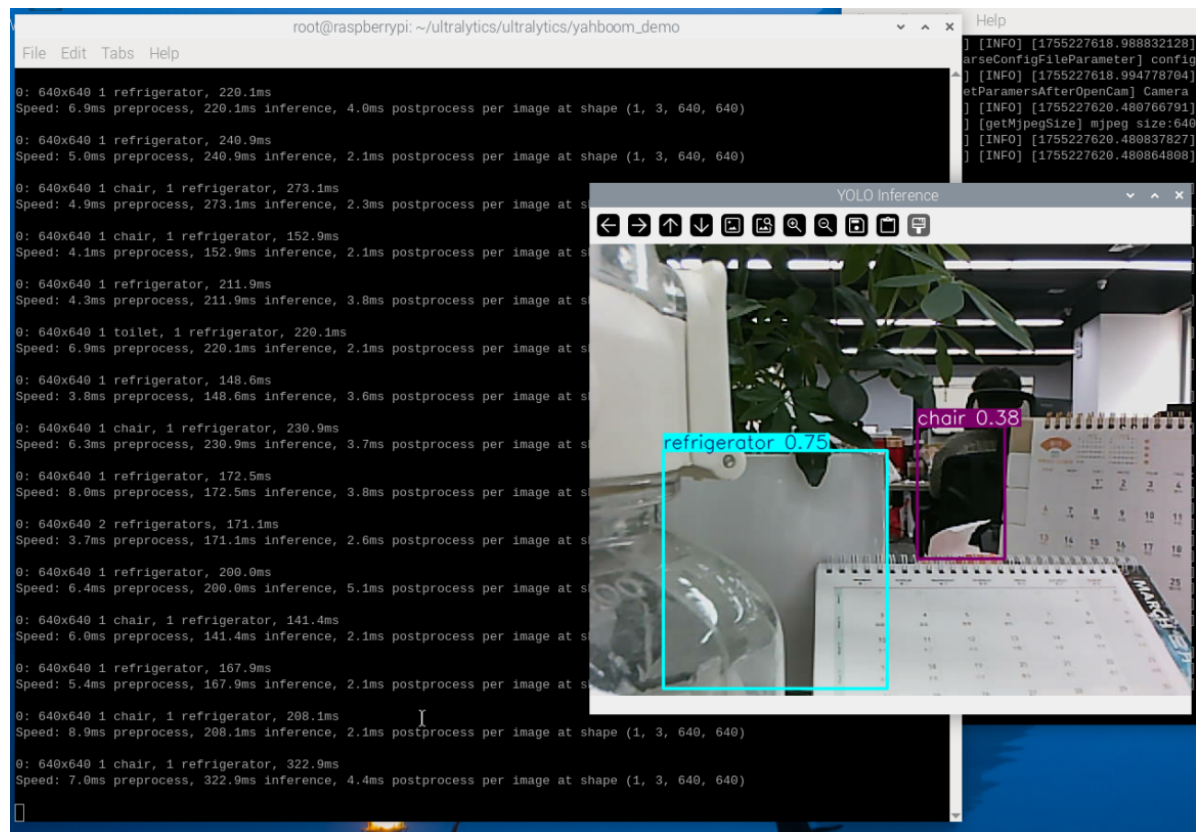 root@raspberrypi: ~/ultralytics/ultralytics/yahboom_demo
File Edit Tabs Help
0: 640x640 1 refrigerator, 220.1ms
Speed: 6.9ms preprocess, 220.1ms inference, 4.0ms postprocess per image at shape (1, 3, 640, 640)
0: 640x640 1 refrigerator, 240.9ms
Speed: 5.0ms preprocess, 240.9ms inference, 2.1ms postprocess per image at shape (1, 3, 640, 640)
0: 640x640 1 chair, 1 refrigerator, 273.1ms
Speed: 4.9ms preprocess, 273.1ms inference, 2.3ms postprocess per image at s
0: 640x640 1 chair, 1 refrigerator, 152.9ms
Speed: 4.1ms preprocess, 152.9ms inference, 2.1ms postprocess per image at s
0: 640x640 1 refrigerator, 211.9ms
Speed: 4.3ms preprocess, 211.9ms inference, 3.8ms postprocess per image at s
0: 640x640 1 toilet, 1 refrigerator, 220.1ms
Speed: 6.9ms preprocess, 220.1ms inference, 2.1ms postprocess per image at s
0: 640x640 1 refrigerator, 148.6ms
Speed: 3.8ms preprocess, 148.6ms inference, 3.6ms postprocess per image at s
0: 640x640 1 chair, 1 refrigerator, 230.9ms
Speed: 6.3ms preprocess, 230.9ms inference, 3.7ms postprocess per image at s
0: 640x640 1 refrigerator, 172.5ms
Speed: 8.0ms preprocess, 172.5ms inference, 3.8ms postprocess per image at s
0: 640x640 2 refrigerators, 171.1ms
Speed: 3.7ms preprocess, 171.1ms inference, 2.6ms postprocess per image at s
0: 640x640 1 refrigerator, 200.0ms
Speed: 6.4ms preprocess, 200.0ms inference, 5.1ms postprocess per image at s
0: 640x640 1 chair, 1 refrigerator, 141.4ms
Speed: 6.0ms preprocess, 141.4ms inference, 2.1ms postprocess per image at s
0: 640x640 1 refrigerator, 167.9ms
Speed: 5.4ms preprocess, 167.9ms inference, 2.1ms postprocess per image at s
0: 640x640 1 chair, 1 refrigerator, 208.1ms
Speed: 8.9ms preprocess, 208.1ms inference, 2.1ms postprocess per image at shape (1, 3, 640, 640)
0: 640x640 1 chair, 1 refrigerator, 322.9ms
Speed: 7.0ms preprocess, 322.9ms inference, 4.4ms postprocess per image at shape (1, 3, 640, 640)
Help
] [INFO] [1755227618.988832128]
arseConfigFileParameter] config
] [INFO] [1755227618.994778704]
etParamersAfterOpenCam] Camera
] [INFO] [1755227620.480766791]
] [getMjpegSize] mjpeg size:640
] [INFO] [1755227620.480837827]
] [INFO] [1755227620.480864808]
YOLO Inference
chair 0.38
refrigerator 0.75
1 2 3 4
6 7 8 9 10 11
13 14 15 16 17 18
25
MARCH 三月